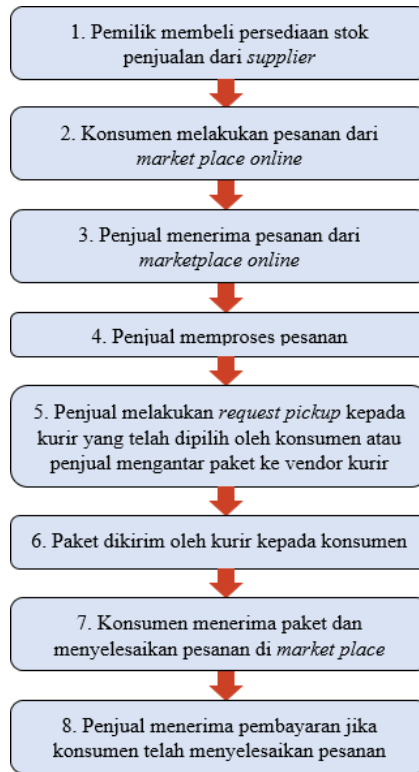 1. Pemilik membeli persediaan stok
penjualan dari supplier
2. Konsumen melakukan pesanan dari
market place online
3. Penjual menerima pesanan dari
marketplace online
4. Penjual memproses pesanan
5. Penjual melakukan request pickup kepada
kurir yang telah dipilih oleh konsumen atau
penjual mengantar paket ke vendor kurir
6. Paket dikirim oleh kurir kepada konsumen
7. Konsumen menerima paket dan
menyelesaikan pesanan di market place
8. Penjual menerima pembayaran jika
konsumen telah menyelesaikan pesanan